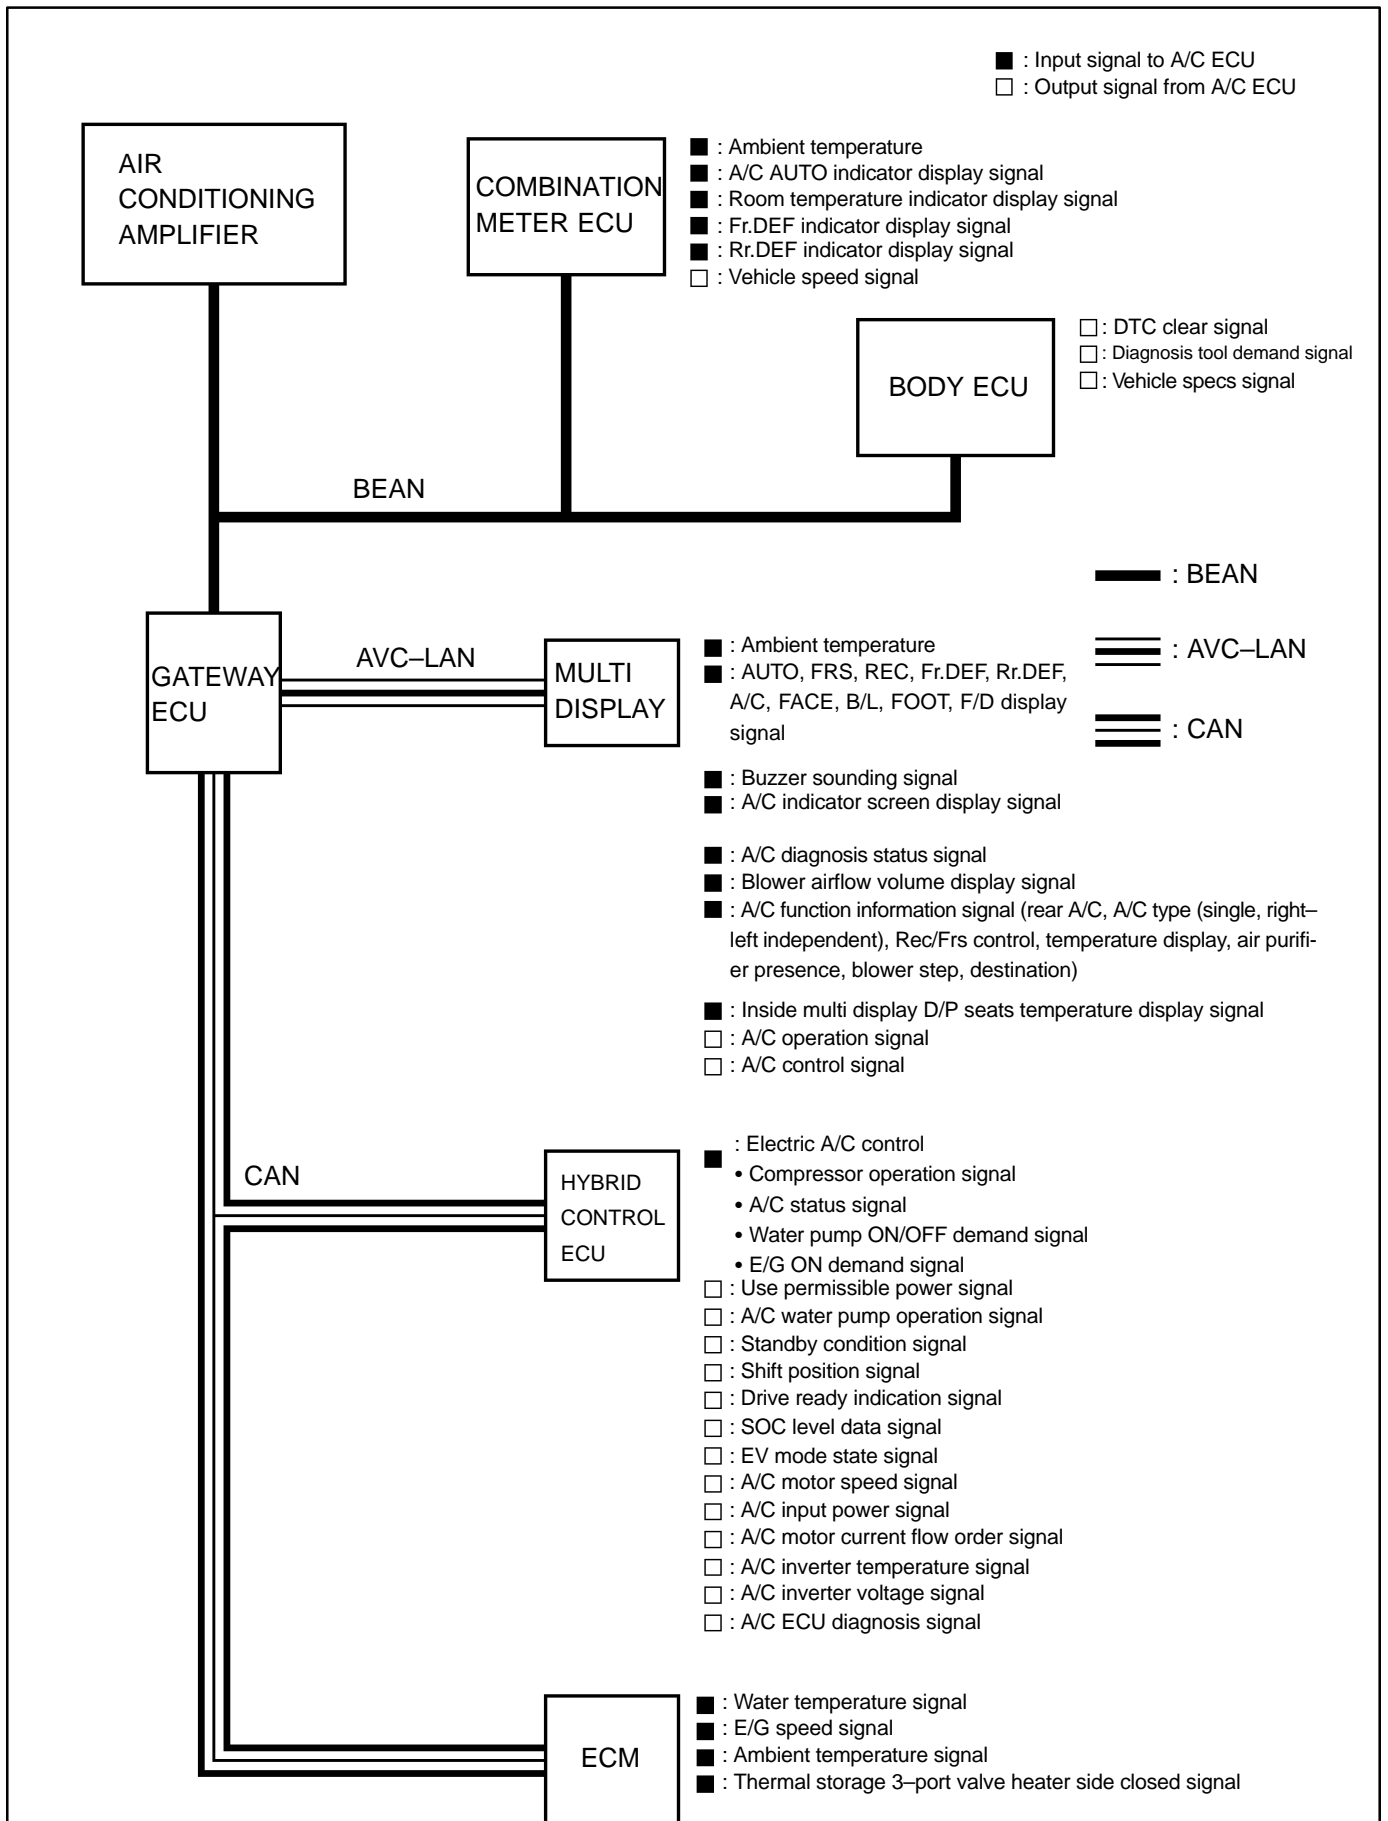 ■ : Input signal to A/C ECU
□ : Output signal from A/C ECU
AIR
CONDITIONING
AMPLIFIER
COMBINATION
METER ECU
■ : Ambient temperature
■ : A/C AUTO indicator display signal
■ : Room temperature indicator display signal
■ : Fr.DEF indicator display signal
■ : Rr.DEF indicator display signal
□ : Vehicle speed signal
BODY ECU
□ : DTC clear signal
□ : Diagnosis tool demand signal
□ : Vehicle specs signal
BEAN
: BEAN
: AVC–LAN
: CAN
GATEWAY
ECU
AVC–LAN
MULTI
DISPLAY
■ : Ambient temperature
■ : AUTO, FRS, REC, Fr.DEF, Rr.DEF,
A/C, FACE, B/L, FOOT, F/D display
signal
■ : Buzzer sounding signal
■ : A/C indicator screen display signal
■ : A/C diagnosis status signal
■ : Blower airflow volume display signal
■ : A/C function information signal (rear A/C, A/C type (single, right–
left independent), Rec/Frs control, temperature display, air purifi–
er presence, blower step, destination)
■ : Inside multi display D/P seats temperature display signal
□ : A/C operation signal
□ : A/C control signal
CAN
HYBRID
CONTROL
ECU
■ : Electric A/C control
• Compressor operation signal
• A/C status signal
• Water pump ON/OFF demand signal
• E/G ON demand signal
□ : Use permissible power signal
□ : A/C water pump operation signal
□ : Standby condition signal
□ : Shift position signal
□ : Drive ready indication signal
□ : SOC level data signal
□ : EV mode state signal
□ : A/C motor speed signal
□ : A/C input power signal
□ : A/C motor current flow order signal
□ : A/C inverter temperature signal
□ : A/C inverter voltage signal
□ : A/C ECU diagnosis signal
ECM
■ : Water temperature signal
■ : E/G speed signal
■ : Ambient temperature signal
■ : Thermal storage 3–port valve heater side closed signal